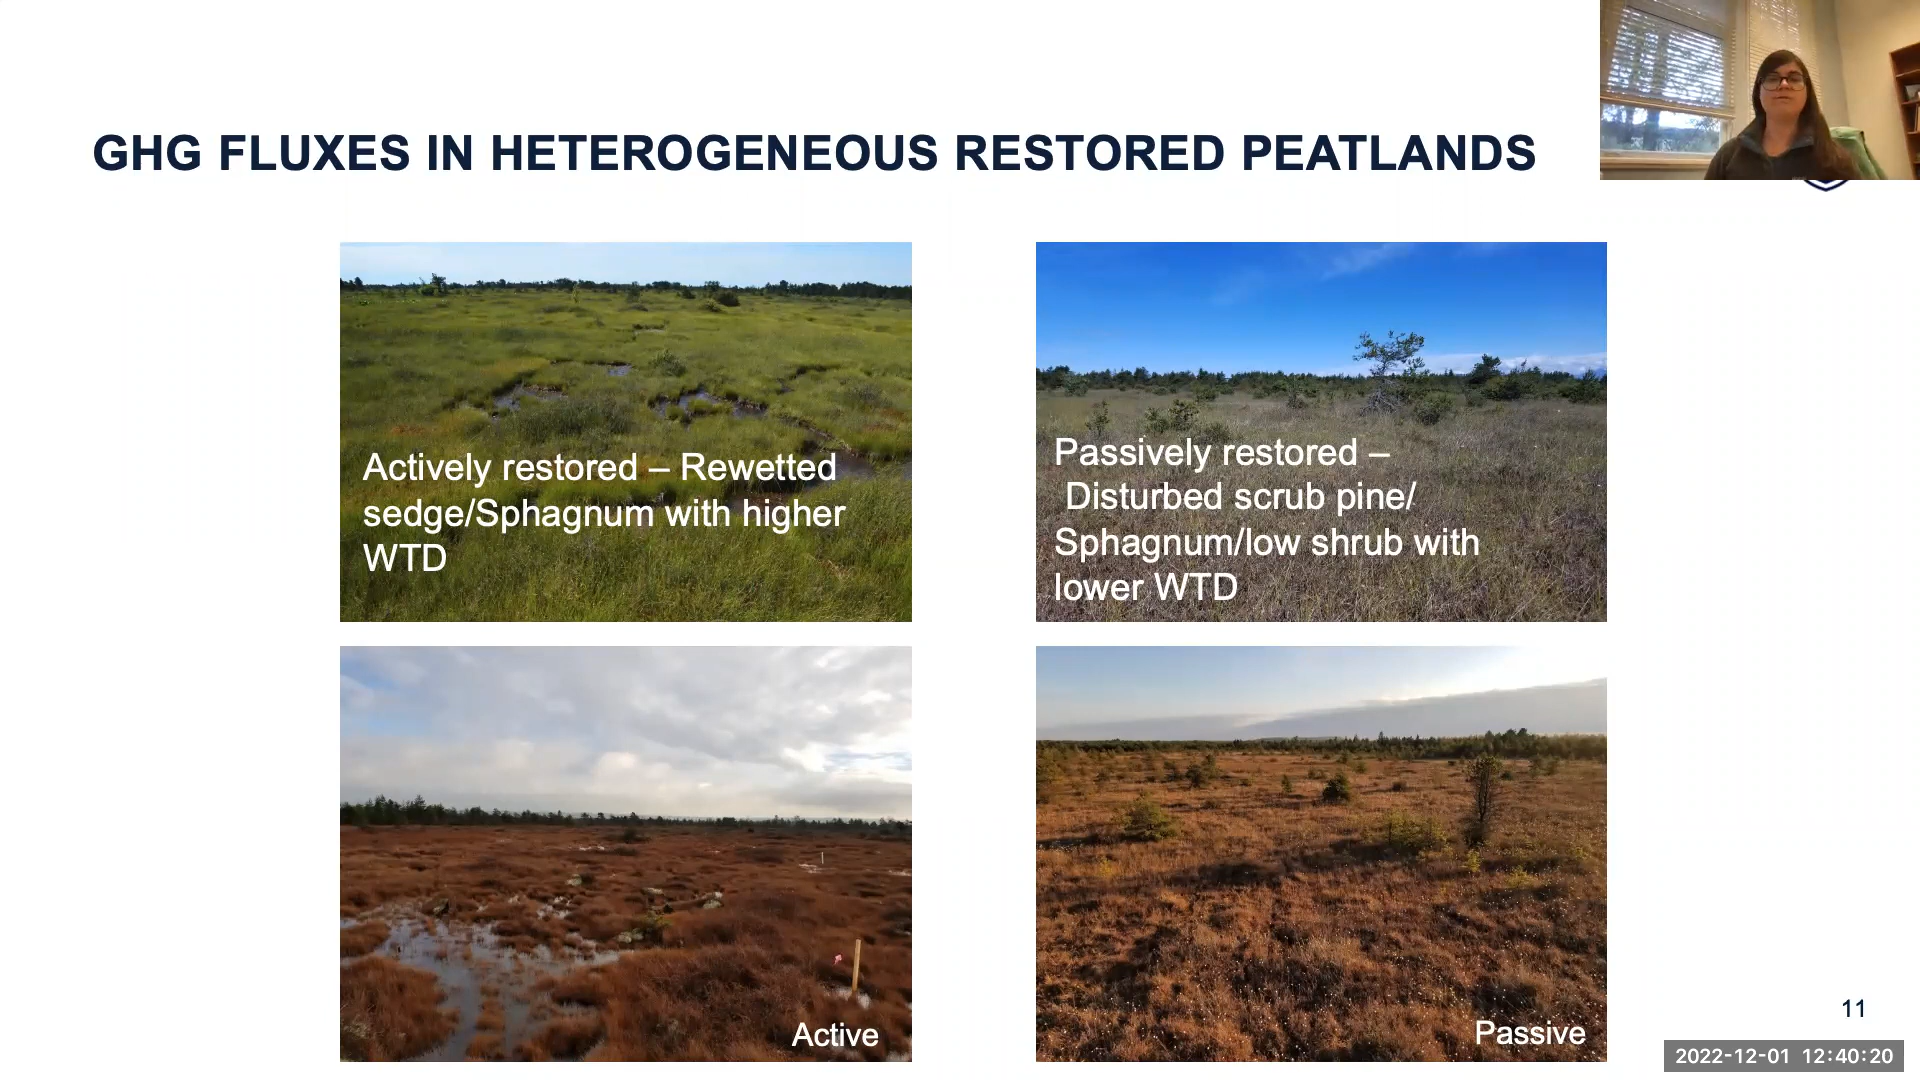 GHG FLUXES IN HETEROGENEOUS RESTORED PEATLANDS
Actively restored – Rewetted
sedge/Sphagnum with higher
WTD
Passively restored –
Disturbed scrub pine/
Sphagnum/low shrub with
lower WTD
Active
Passive
11
2022-12-01 12:40:20